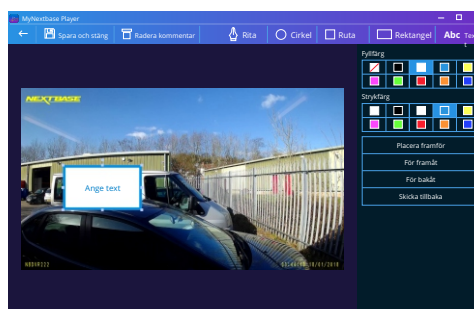 MyNextbase Player
Spara och stäng
Radera kommentar
Rita
Cirkel
Ruta
Rektangel
Abc Tex
t
Fyllfärg
Strykfärg
Placera framför
För framåt
För bakåt
Skicka tillbaka
NEXTBASE
Ange text